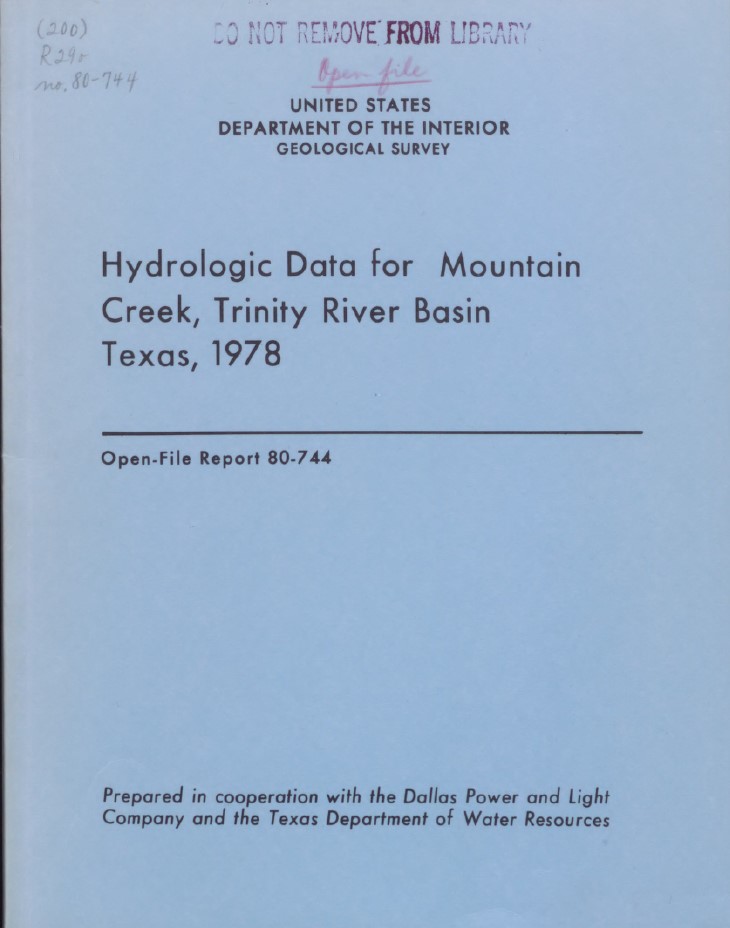 (200)
R29o
no. 80-744
DO NOT REMOVE FROM LIBRARY
Open file
UNITED STATES
DEPARTMENT OF THE INTERIOR
GEOLOGICAL SURVEY
Hydrologic Data for Mountain
Creek, Trinity River Basin
Texas, 1978
Open-File Report 80-744
Prepared in cooperation with the Dallas Power and Light
Company and the Texas Department of Water Resources